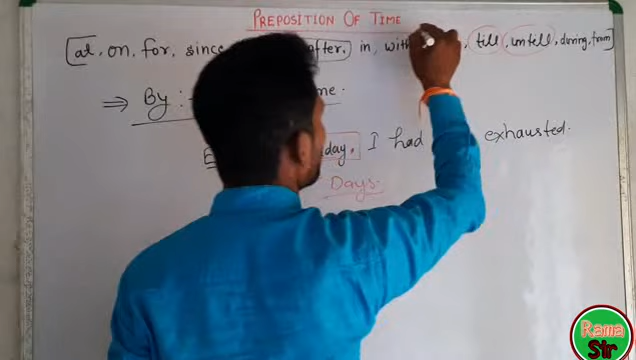 PREPOSITION OF TIME
at, on, for, since after, in, with , till, untell, during, from
⇒ By : me.
E day, I had exhausted.
Days.
Rama
Sir